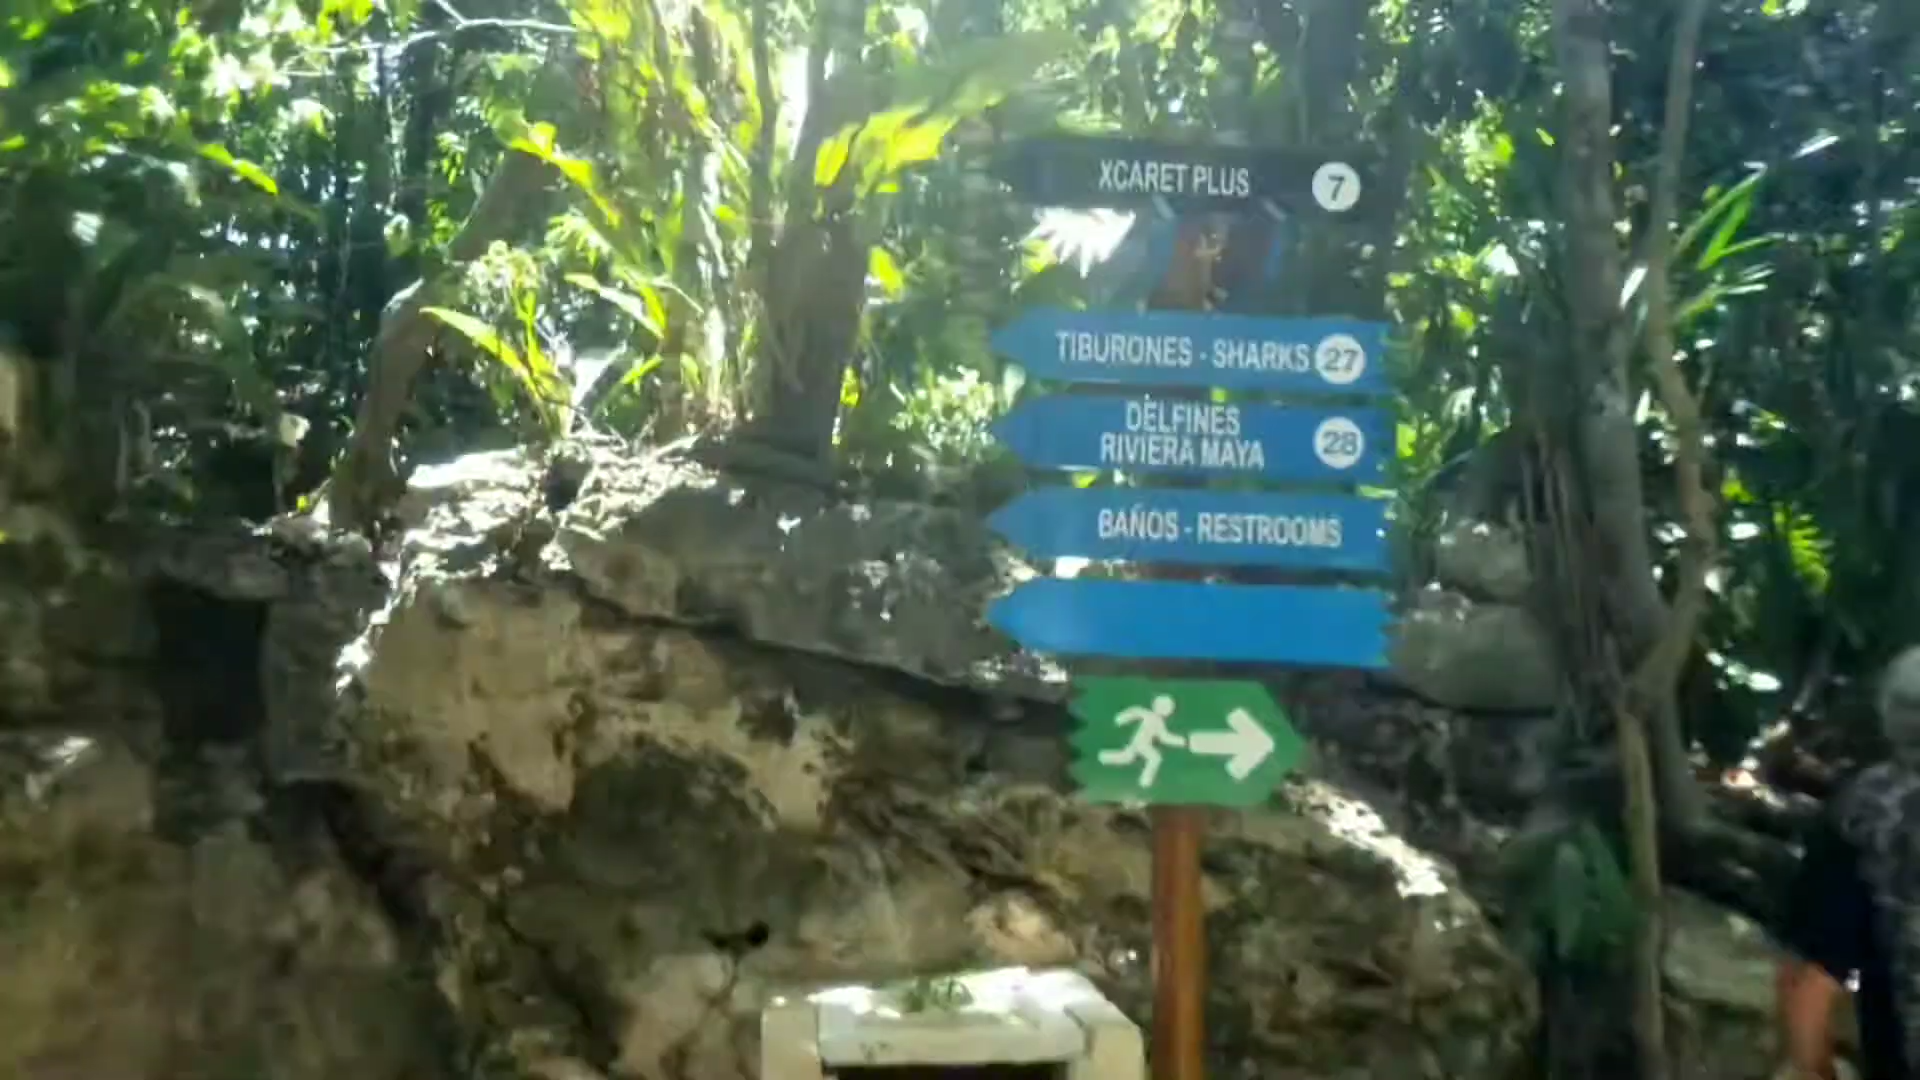 XCARET PLUS 7
TIBURONES - SHARKS 27
DELFINES
RIVIERA MAYA 28
BAÑOS - RESTROOMS